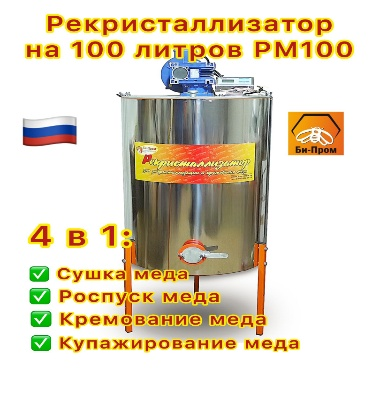 Рекристаллизатор
на 100 литров РМ100
Би-Пром
Рекристаллизатор
4 в 1:
✅ Сушка меда
✅ Роспуск меда
✅ Кремование меда
✅ Купажирование меда